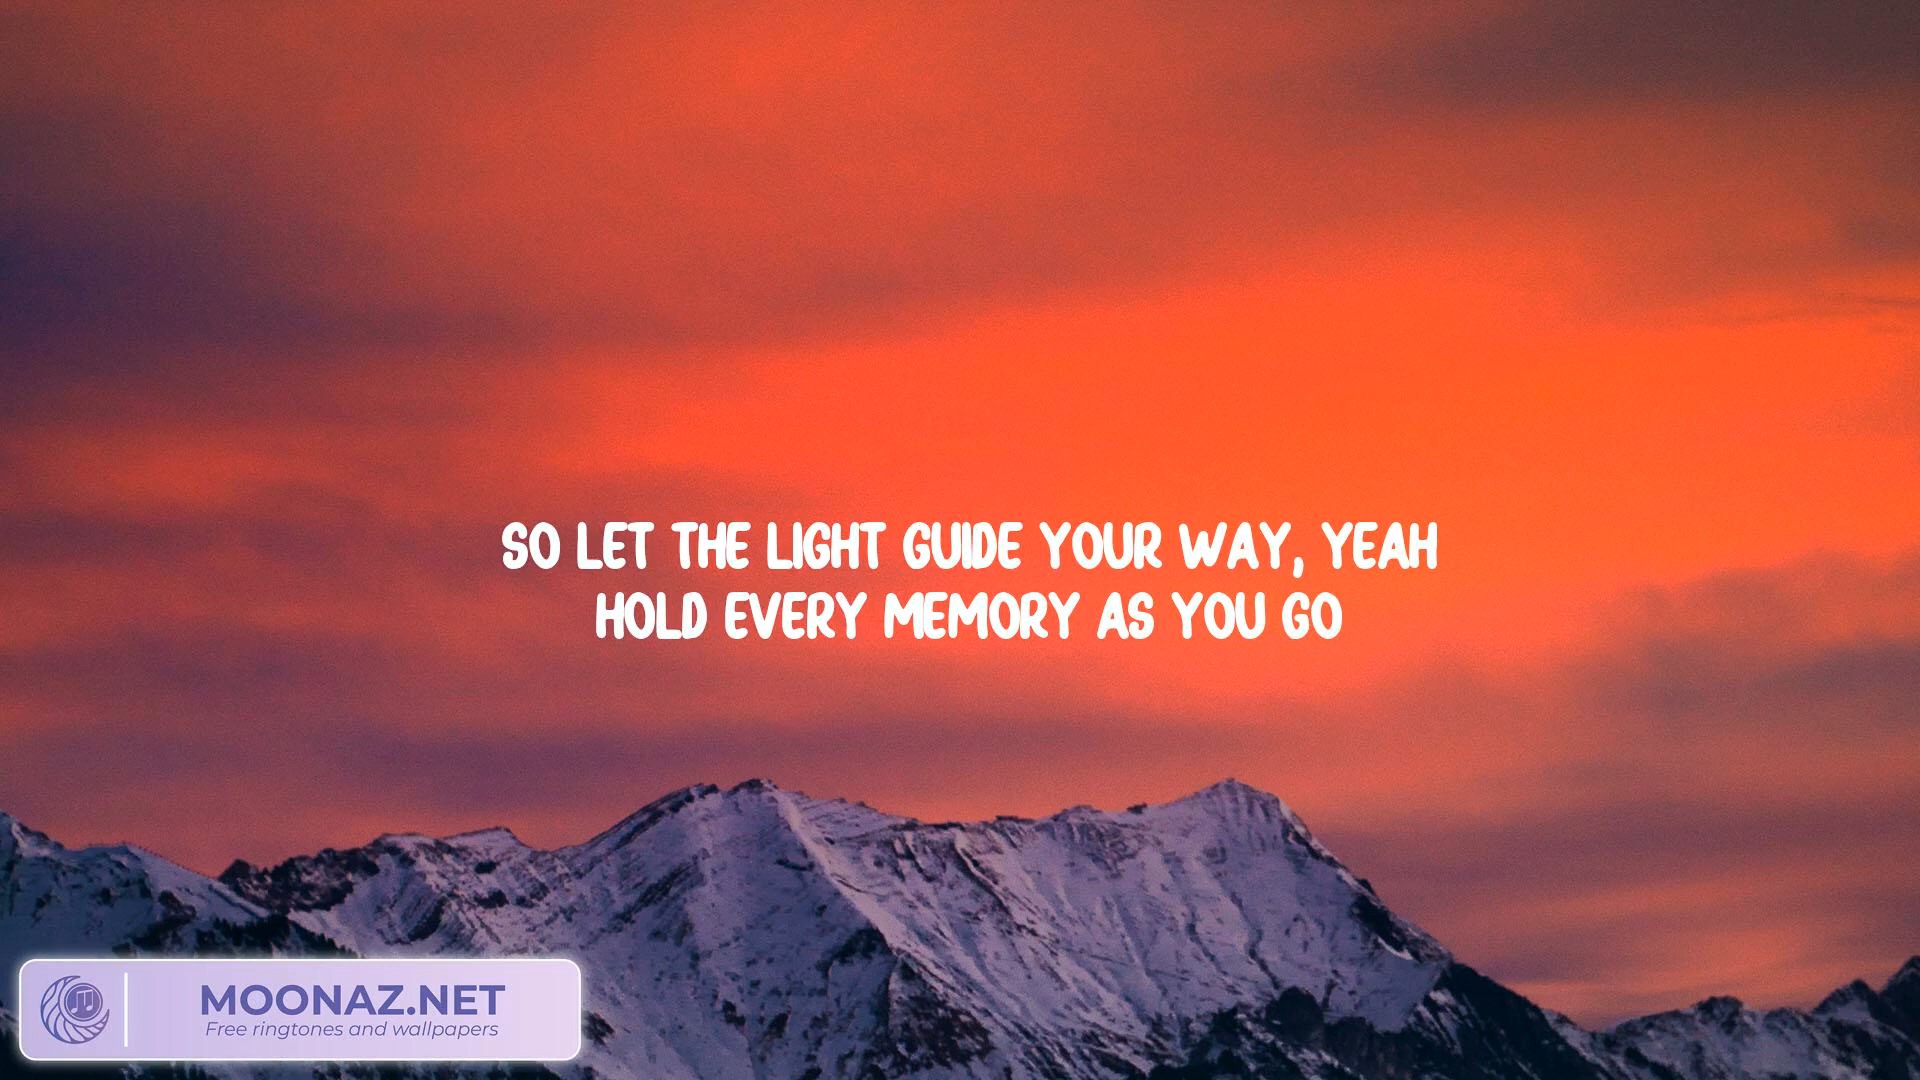 SO LET THE LIGHT GUIDE YOUR WAY, YEAH
HOLD EVERY MEMORY AS YOU GO
MOONAZ.NET
Free ringtones and wallpapers